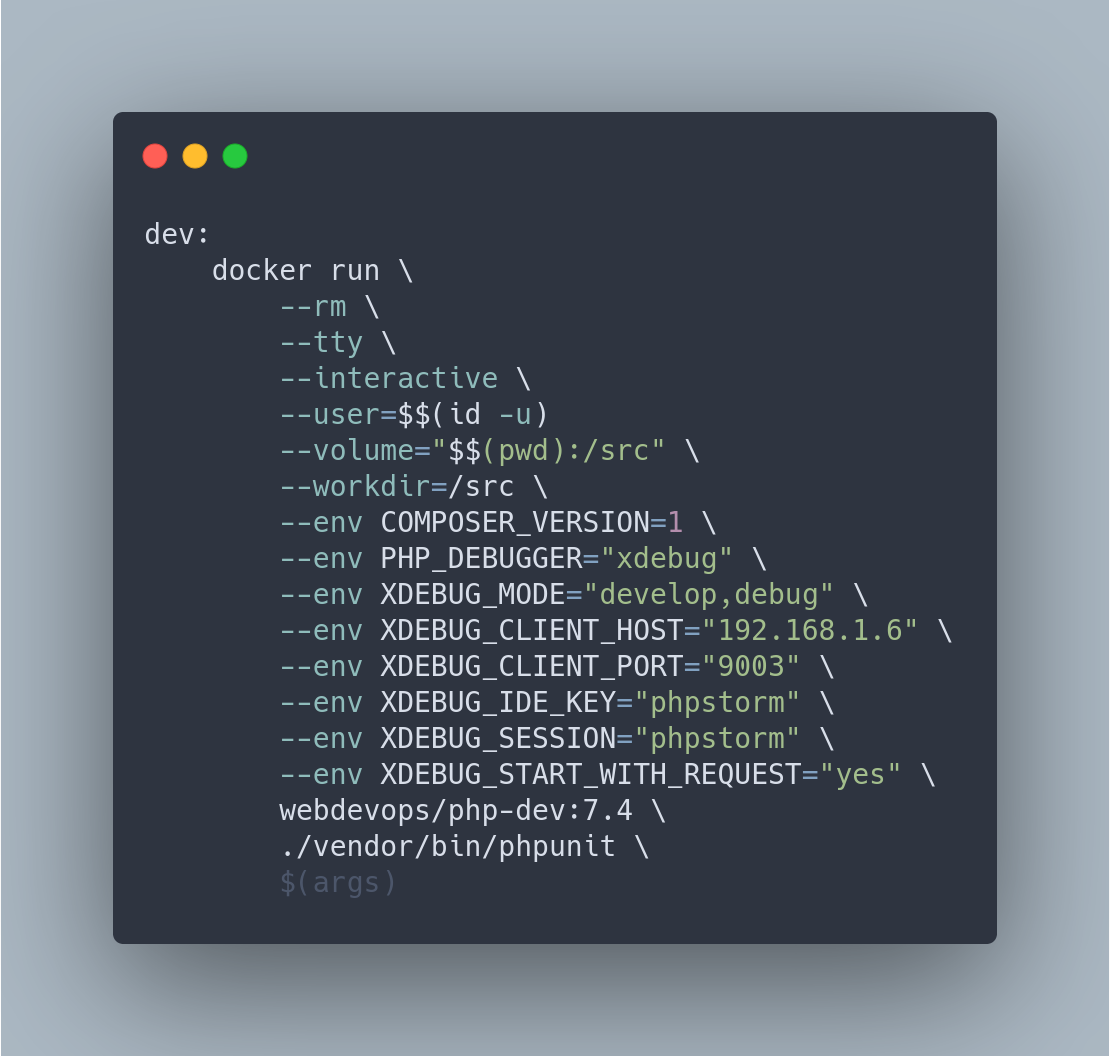 dev:
    docker run \
        --rm \
        --tty \
        --interactive \
        --user=$$(id -u)
        --volume="$$(pwd):/src" \
        --workdir=/src \
        --env COMPOSER_VERSION=1 \
        --env PHP_DEBUGGER="xdebug" \
        --env XDEBUG_MODE="develop,debug" \
        --env XDEBUG_CLIENT_HOST="192.168.1.6" \
        --env XDEBUG_CLIENT_PORT="9003" \
        --env XDEBUG_IDE_KEY="phpstorm" \
        --env XDEBUG_SESSION="phpstorm" \
        --env XDEBUG_START_WITH_REQUEST="yes" \
        webdevops/php-dev:7.4 \
        ./vendor/bin/phpunit \
        $(args)